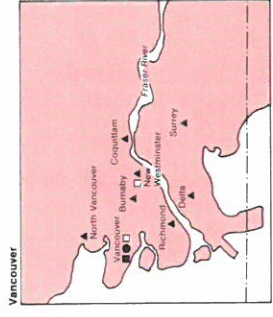 Vancouver
North Vancouver
Vancouver
Burnaby
Coquitlam
Fraser River
New
Westminster
Surrey
Richmond
Delta